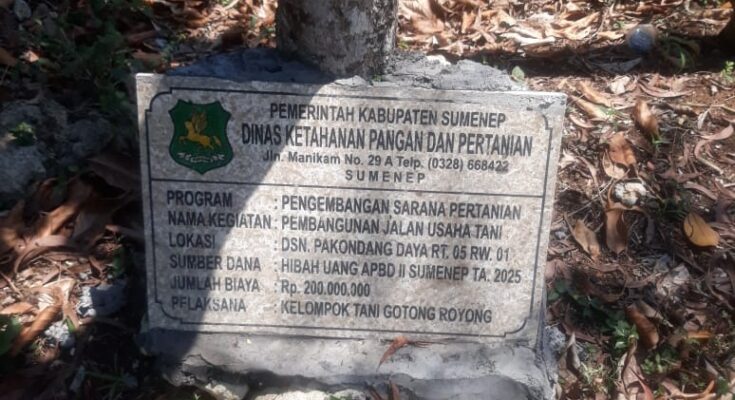 PEMERINTAH KABUPATEN SUMENEP
DINAS KETAHANAN PANGAN DAN PERTANIAN
Jln. Manikam No. 29 A Telp. (0328) 668422
SUMENEP
PROGRAM : PENGEMBANGAN SARANA PERTANIAN
NAMA KEGIATAN : PEMBANGUNAN JALAN USAHA TANI
LOKASI : DSN. PAKONDANG DAYA RT. 05 RW. 01
SUMBER DANA : HIBAH UANG APBD II SUMENEP TA. 2025
JUMLAH BIAYA : Rp. 200.000.000
PELAKSANA : KELOMPOK TANI GOTONG ROYONG